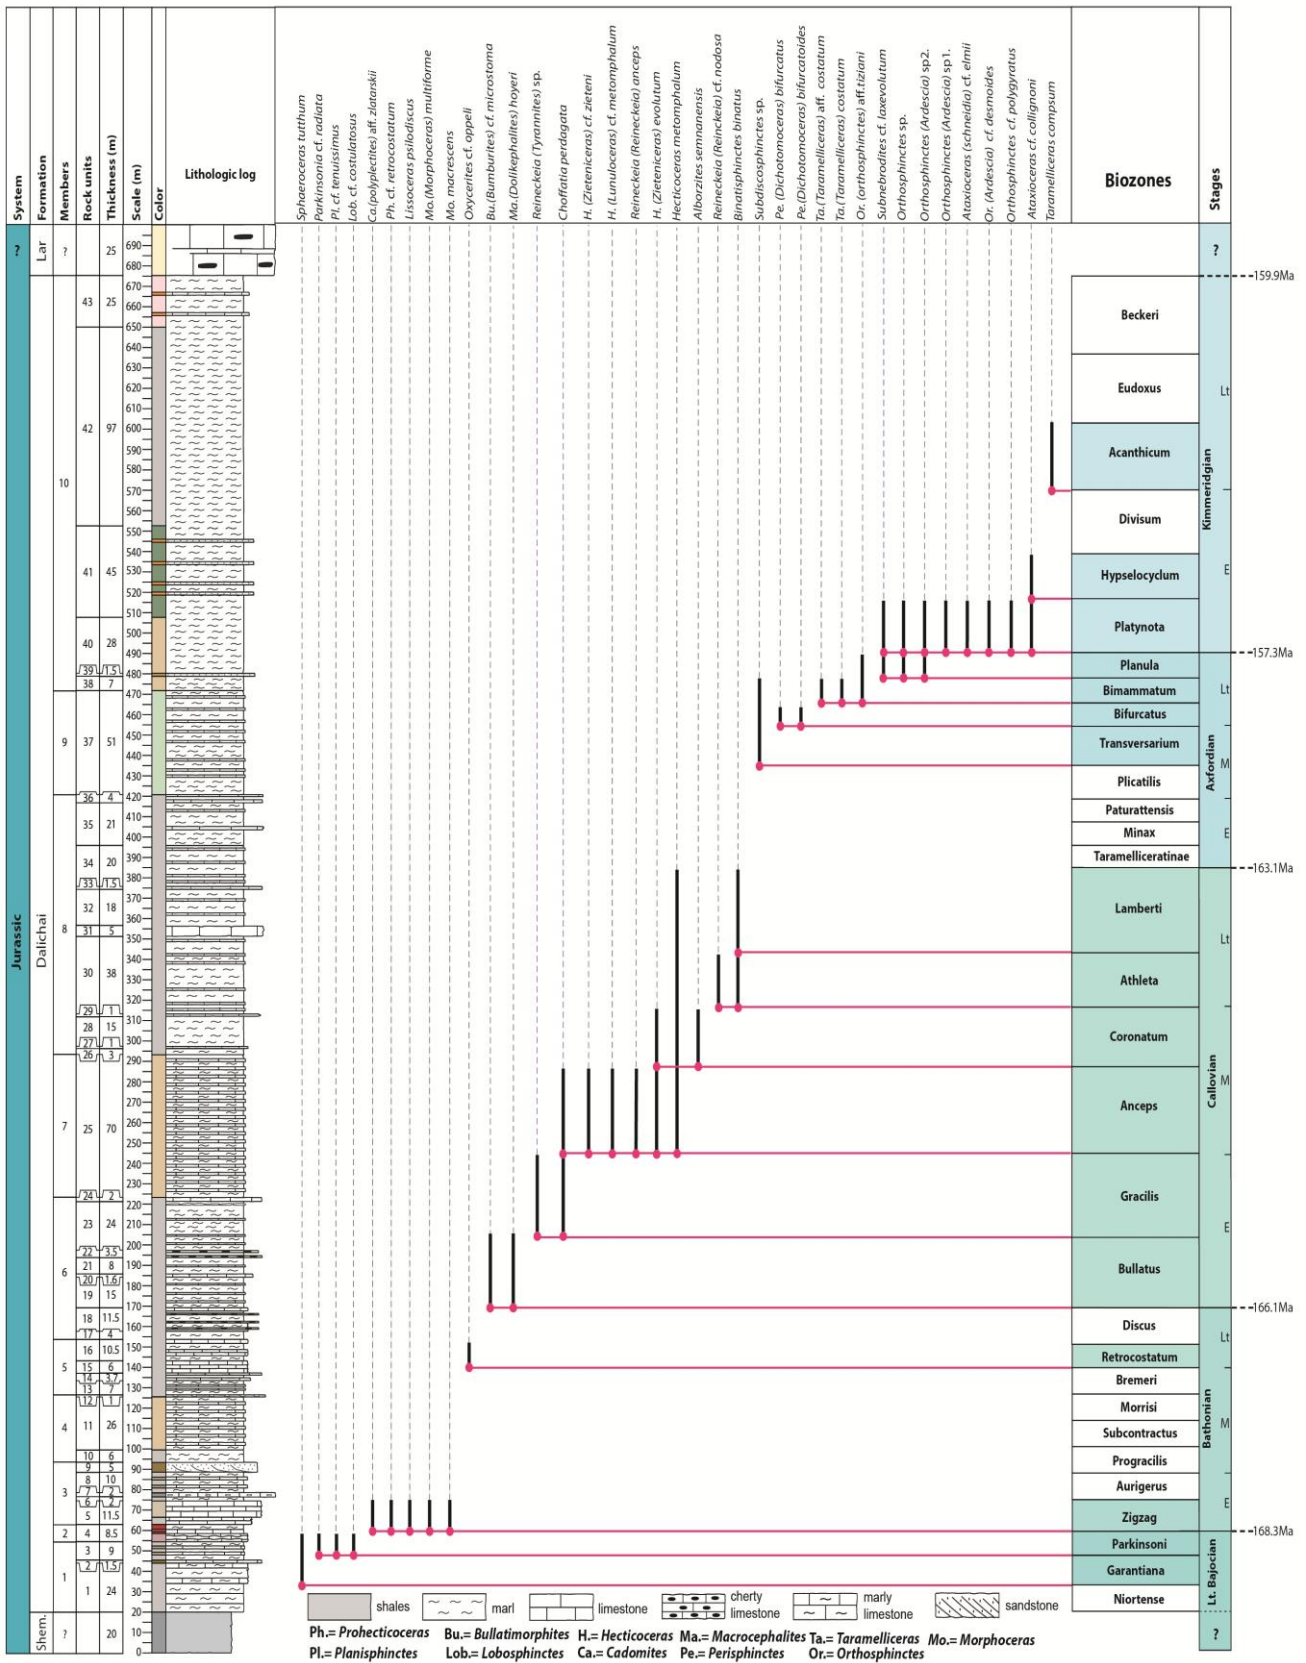 System
Formation
Members
Rock units
Thickness (m)
Scale (m)
Color
Lithologic log
Sphaeroceras tutthum
Parkinsonia cf. radiata
Pl. cf. tenuissimus
Lob. cf. costulatosus
Ca.(polyplectites) aff. zlatarskii
Ph. cf. retrocostatum
Lissoceras psilodiscus
Mo. (Morphoceras) multiforme
Mo. macrescens
Oxycerites cf. oppeli
Bu.(Bumburites) cf. microstoma
Ma.(Dolikephalites) hoyeri
Reineckeia (Tyrannites) sp.
Choffatia perdagata
H. (Zieteniceras) cf. zieteni
H. (Lunuloceras) cf. metomphalum
Reineckeia (Reineckeia) anceps
H. (Zieteniceras) evolutum
Hecticoceras metomphalum
Alborzites semnanensis
Reineckeia (Reinckeia) cf. nodosa
Binatisphinctes binatus
Subdiscosphinctes sp.
Pe. (Dichotomoceras) bifurcatus
Pe.(Dichotomoceras) bifurcatoides
Ta.(Taramelliceras) aff. costatum
Ta.(Taramelliceras) costatum
Or. (orthosphinctes) aff.tiziani
Subnebrodites cf. laxevolutum
Orthosphinctes sp.
Orthosphinctes (Ardescia) sp2.
Orthosphinctes (Ardescia) sp1.
Ataxioceras (schneidia) cf. elmii
Or. (Ardescia) cf. desmoides
Orthosphinctes cf. polygyratus
Ataxioceras cf. collignoni
Taramelliceras compsum
Biozones
Stages
?
Jurassic
Lar
Dalichai
Shem.
?
10
9
8
7
6
5
4
3
2
1
?
25
43 25
42 97
41 45
40 28
39 1.5
38 7
37 51
36 4
35 21
34 20
33 1.5
32 18
31 5
30 38
29 1
28 15
27 1
26 3
25 70
24 2
23 24
22 3.5
21 8
20 1.6
19 15
18 11.5
17 4
16 10.5
15 6
14 3.7
13 7
12 1
11 26
10 6
9 5
8 10
7 2
6 2
5 11.5
4 8.5
3 9
2 1.5
1 24
20
690
680
670
660
650
640
630
620
610
600
590
580
570
560
550
540
530
520
510
500
490
480
470
460
450
440
430
420
410
400
390
380
370
360
350
340
330
320
310
300
290
280
270
260
250
240
230
220
210
200
190
180
170
160
150
140
130
120
110
100
90
80
70
60
50
40
30
20
10
0
Beckeri
Eudoxus
Acanthicum
Divisum
Hypselocyclum
Platynota
Planula
Bimammatum
Bifurcatus
Transversarium
Plicatilis
Paturattensis
Minax
Taramelliceratinae
Lamberti
Athleta
Coronatum
Anceps
Gracilis
Bullatus
Discus
Retrocostatum
Bremeri
Morrisi
Subcontractus
Progracilis
Aurigerus
Zigzag
Parkinsoni
Garantiana
Niortense
?
Kimmeridgian
Lt
E
Axfordian
Lt
M
E
Callovian
Lt
M
E
Bathonian
Lt
M
E
Lt. Bajocian
?
159.9Ma
157.3Ma
163.1Ma
166.1Ma
168.3Ma
shales
marl
limestone
cherty
limestone
marly
limestone
sandstone
Ph.= Prohecticoceras Bu.= Bullatimorphites H.= Hecticoceras Ma.= Macrocephalites Ta.= Taramelliceras Mo.= Morphoceras
Pl.= Planisphinctes Lob.= Lobosphinctes Ca.= Cadomites Pe.= Perisphinctes Or.= Orthosphinctes